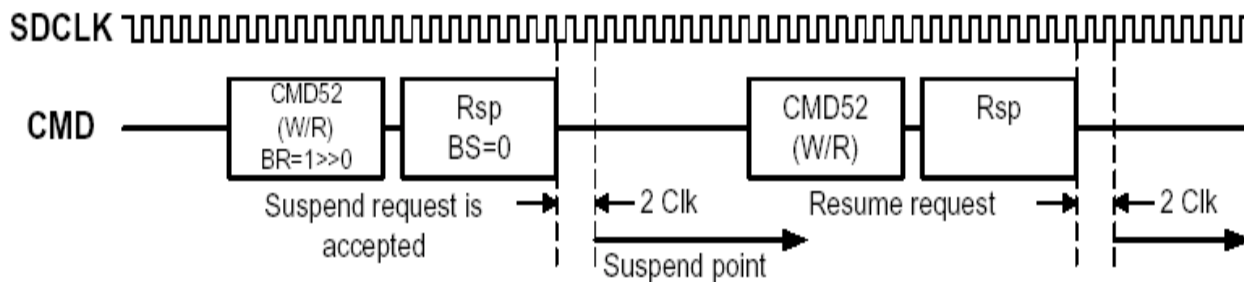 SDCLK
CMD
CMD52
(W/R)
BR=1>>0
Rsp
BS=0
CMD52
(W/R)
Rsp
Suspend request is
accepted
2 Clk
Suspend point
Resume request
2 Clk